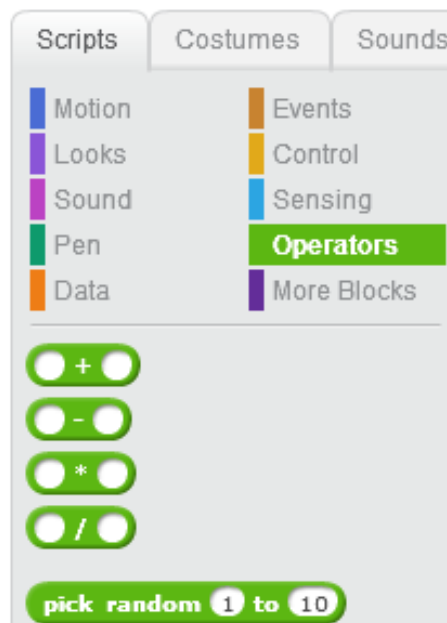 Scripts Costumes Sounds
Motion Events
Looks Control
Sound Sensing
Pen Operators
Data More Blocks
+
-
*
/
pick random 1 to 10